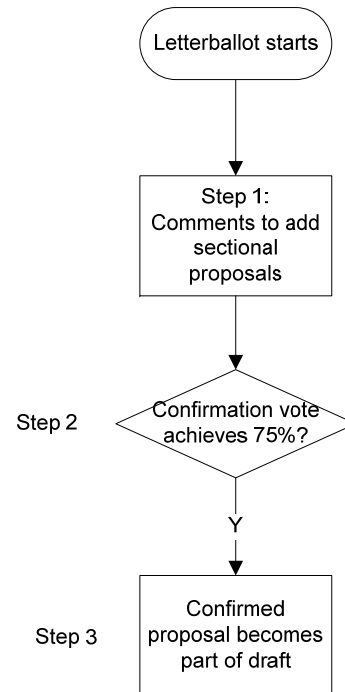 Letterballot starts
Step 1:
Comments to add
sectional
proposals
Step 2
Confirmation vote
achieves 75%?
Y
Step 3
Confirmed
proposal becomes
part of draft